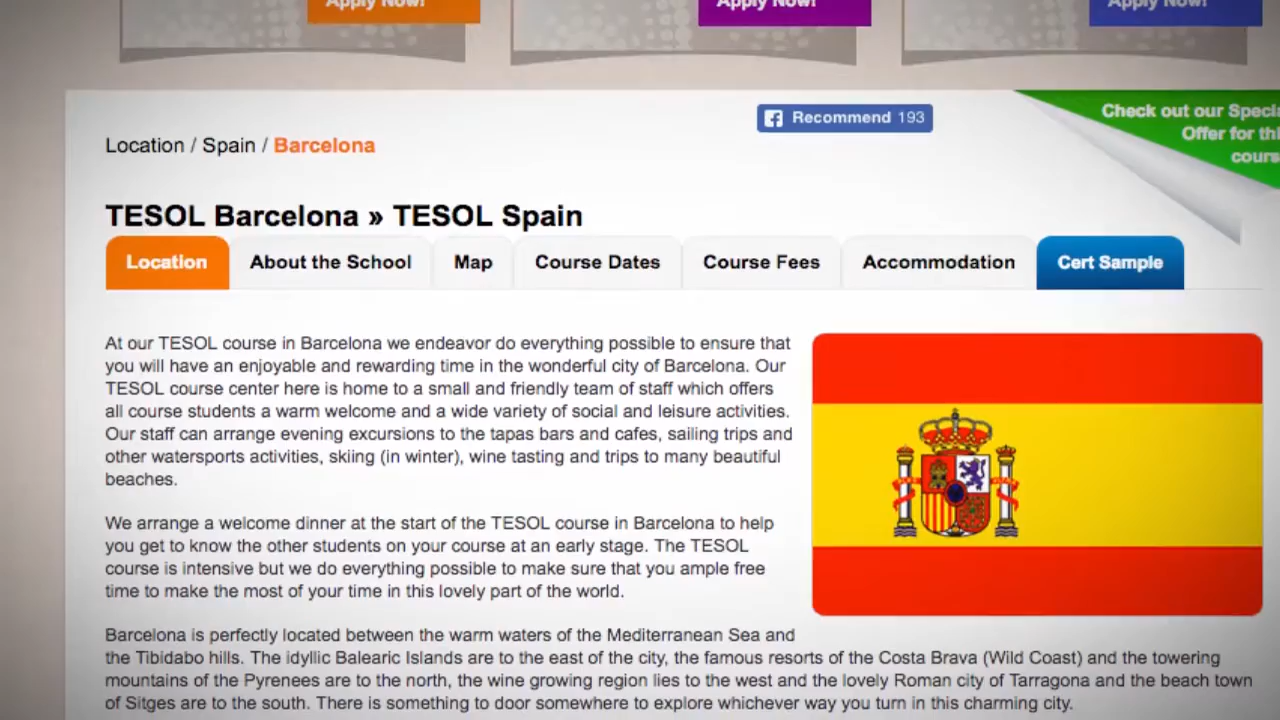 Apply Now! Apply Now! Apply Now!
Recommend 193
Check out our Speci
Offer for thi
cours
Location / Spain / Barcelona
TESOL Barcelona » TESOL Spain
Location About the School Map Course Dates Course Fees Accommodation Cert Sample
At our TESOL course in Barcelona we endeavor do everything possible to ensure that
you will have an enjoyable and rewarding time in the wonderful city of Barcelona. Our
TESOL course center here is home to a small and friendly team of staff which offers
all course students a warm welcome and a wide variety of social and leisure activities.
Our staff can arrange evening excursions to the tapas bars and cafes, sailing trips and
other watersports activities, skiing (in winter), wine tasting and trips to many beautiful
beaches.
We arrange a welcome dinner at the start of the TESOL course in Barcelona to help
you get to know the other students on your course at an early stage. The TESOL
course is intensive but we do everything possible to make sure that you ample free
time to make the most of your time in this lovely part of the world.
Barcelona is perfectly located between the warm waters of the Mediterranean Sea and
the Tibidabo hills. The idyllic Balearic Islands are to the east of the city, the famous resorts of the Costa Brava (Wild Coast) and the towering
mountains of the Pyrenees are to the north, the wine growing region lies to the west and the lovely Roman city of Tarragona and the beach town
of Sitges are to the south. There is something to door somewhere to explore whichever way you turn in this charming city.